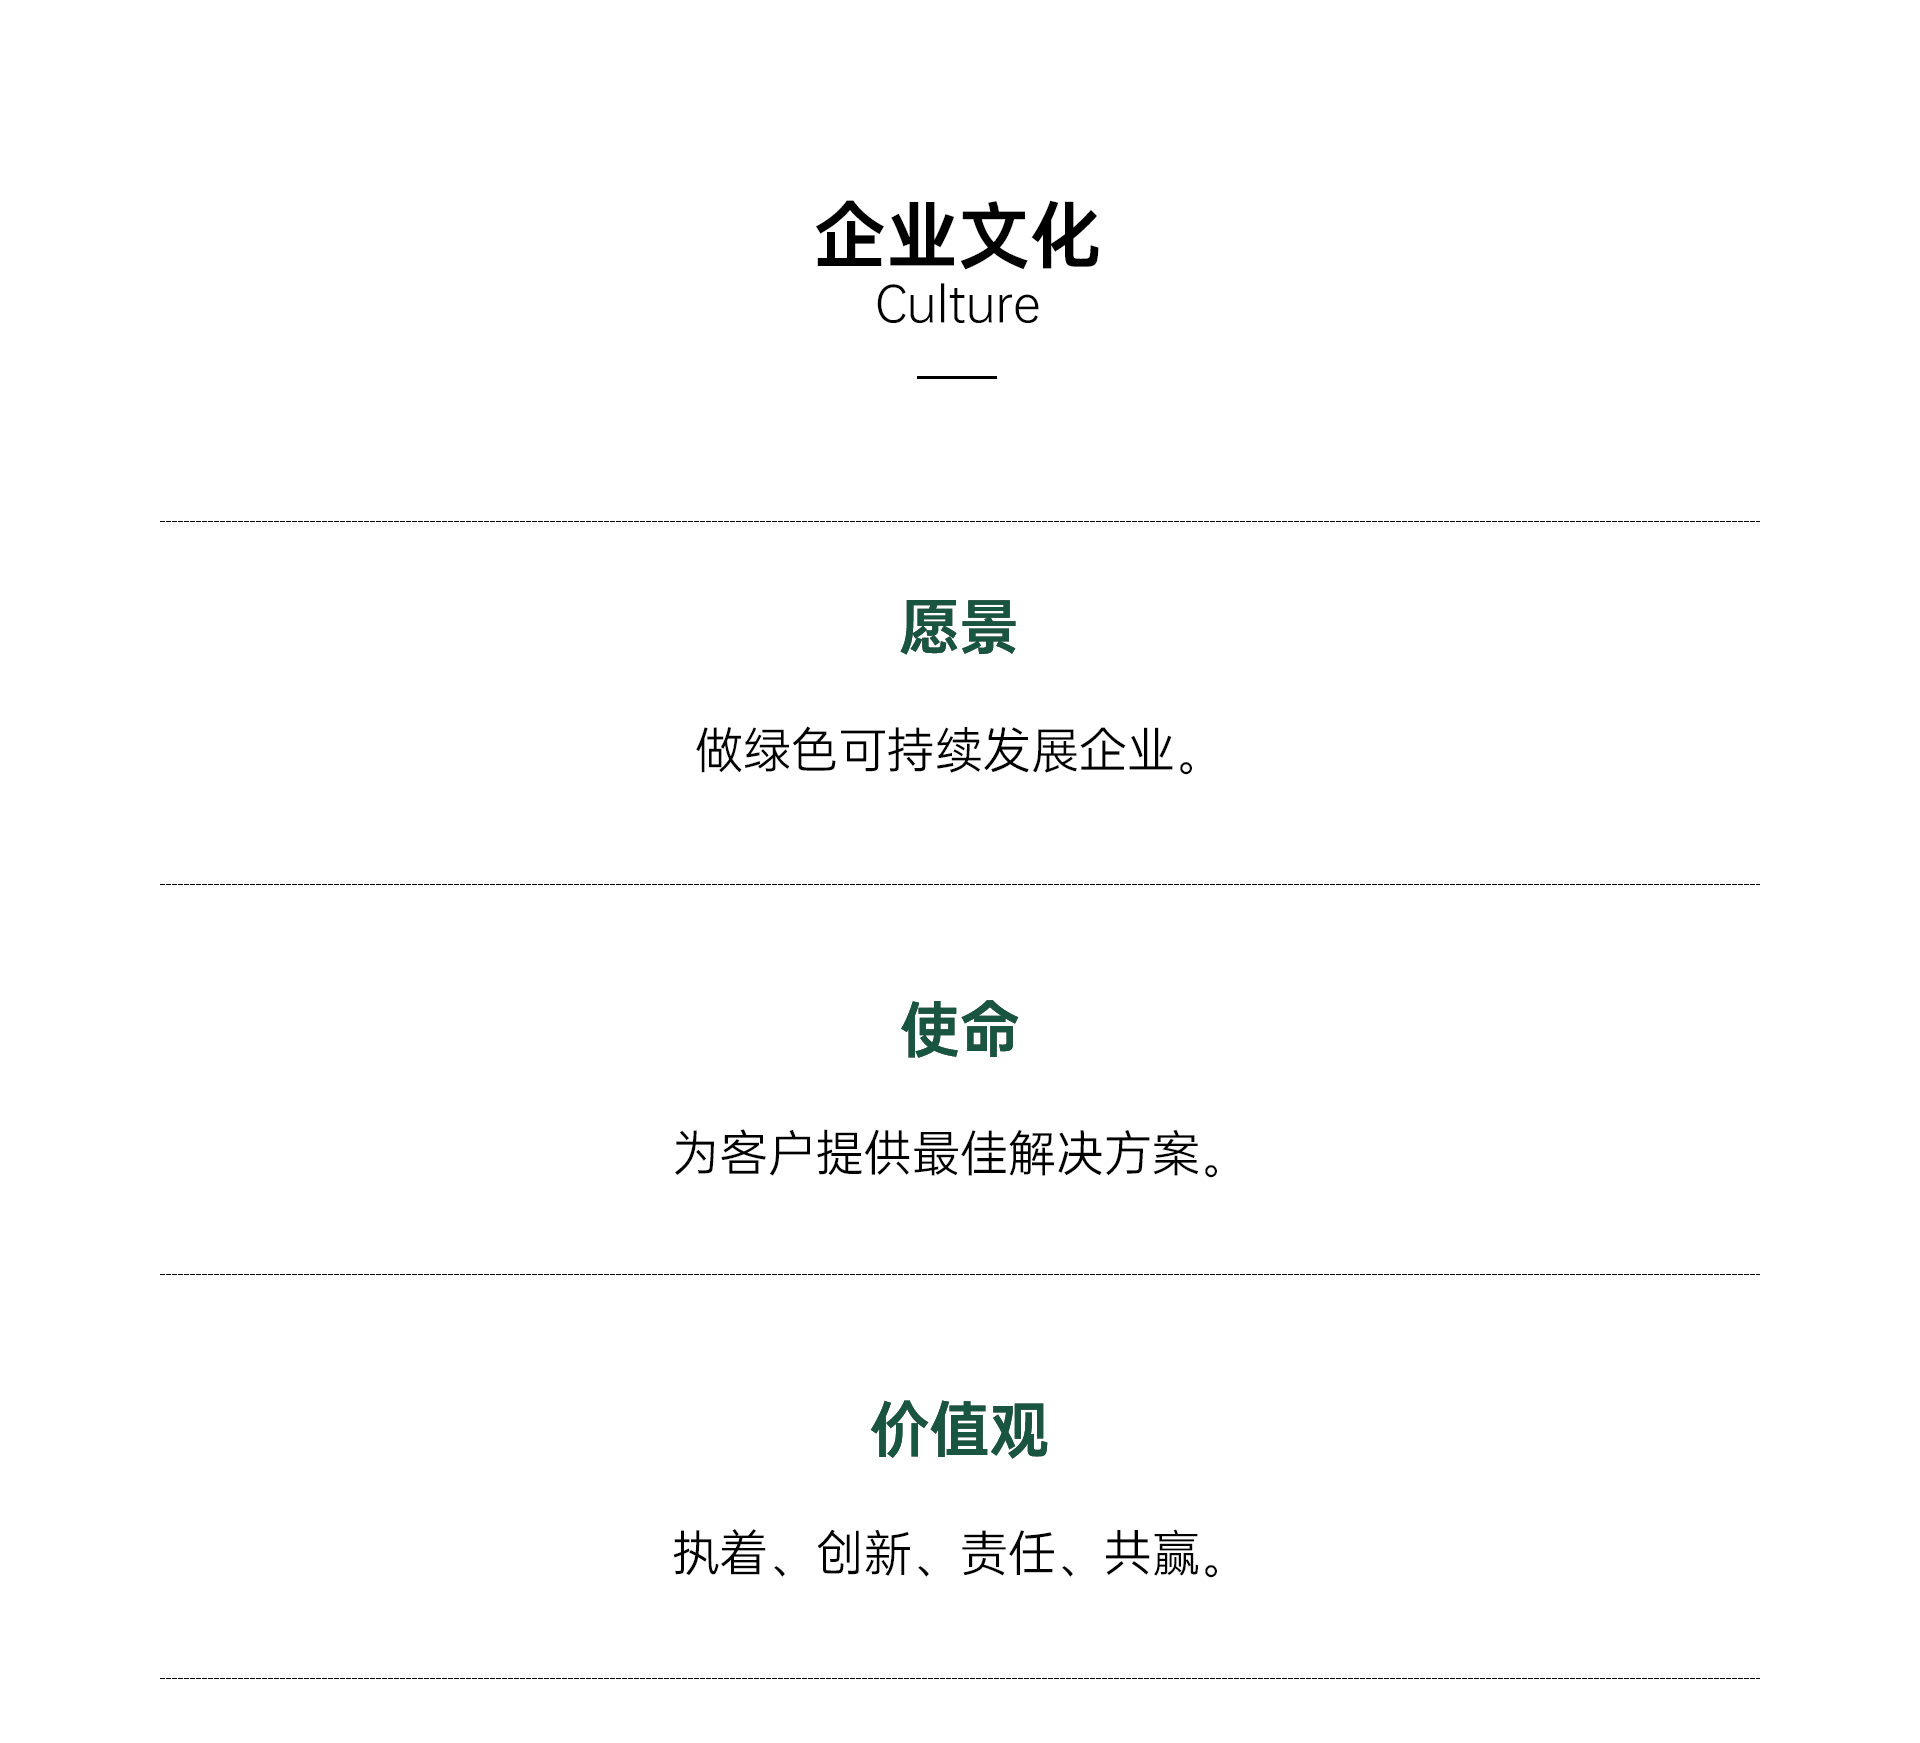 企业文化
Culture
愿景
做绿色可持续发展企业。
使命
为客户提供最佳解决方案。
价值观
执着、创新、责任、共赢。